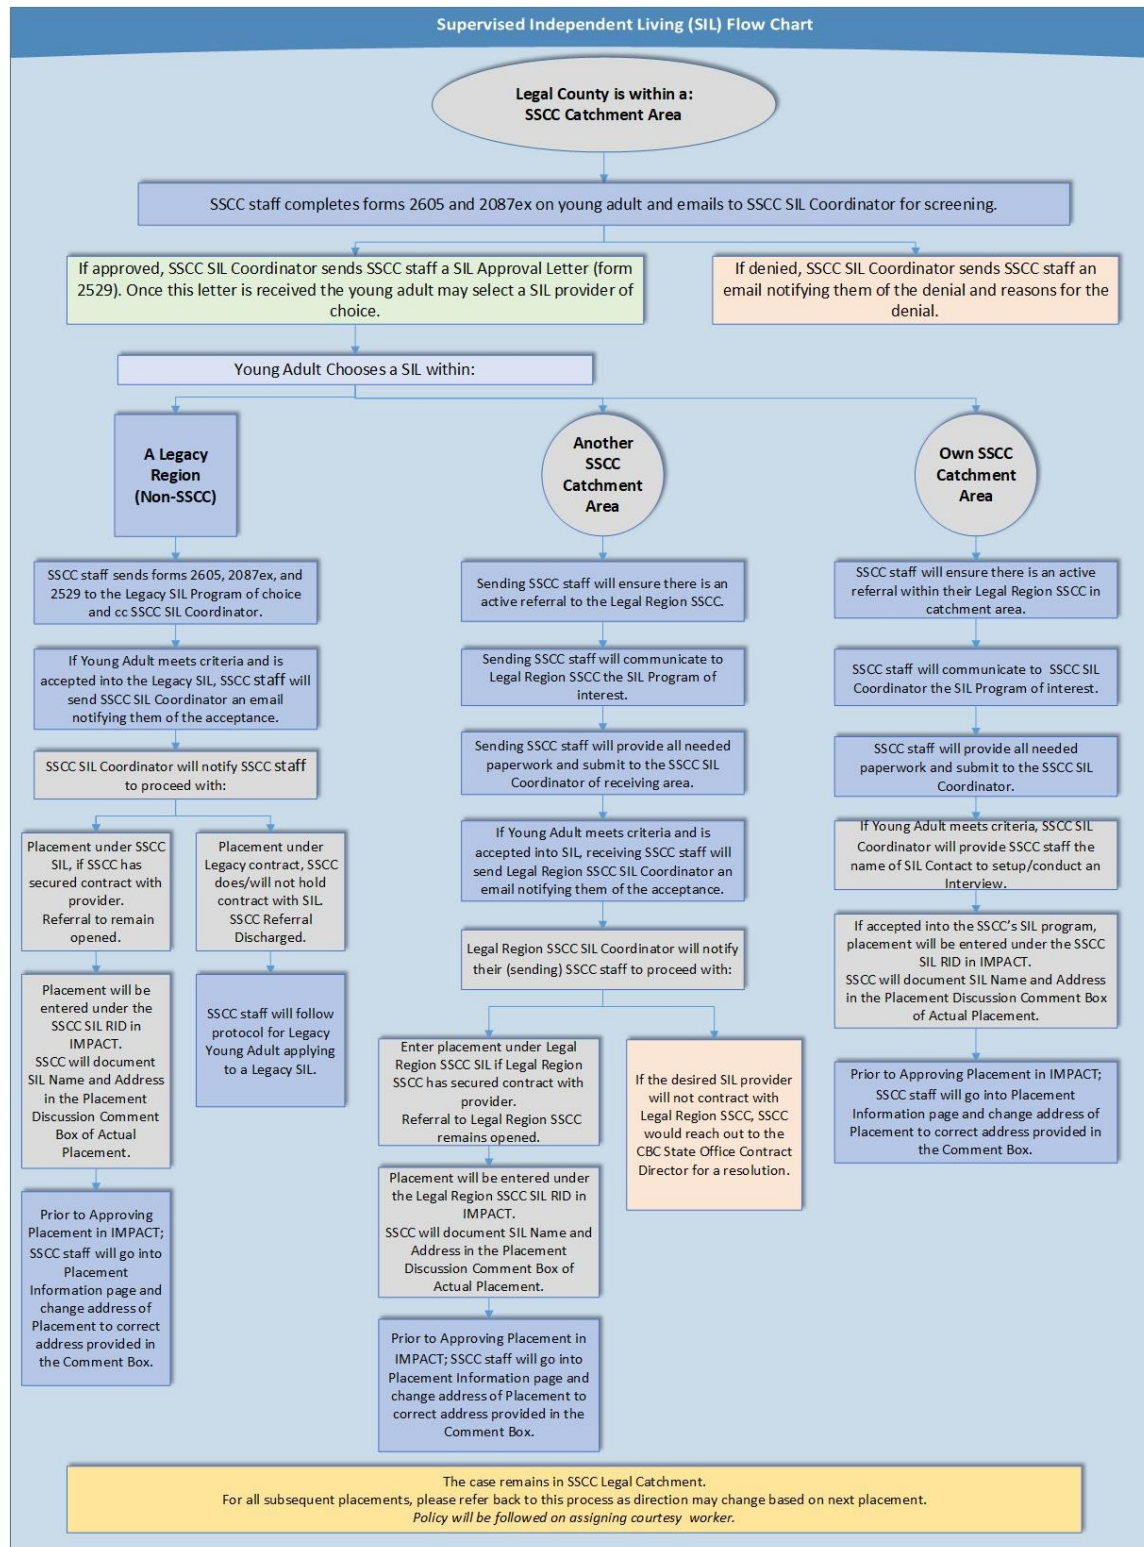 Supervised Independent Living (SIL) Flow Chart
Legal County is within a:
SSCC Catchment Area
SSCC staff completes forms 2605 and 2087ex on young adult and emails to SSCC SIL Coordinator for screening.
If approved, SSCC SIL Coordinator sends SSCC staff a SIL Approval Letter (form
2529). Once this letter is received the young adult may select a SIL provider of
choice.
If denied, SSCC SIL Coordinator sends SSCC staff an
email notifying them of the denial and reasons for the
denial.
Young Adult Chooses a SIL within:
A Legacy
Region
(Non-SSCC)
SSCC staff sends forms 2605, 2087ex, and
2529 to the Legacy SIL Program of choice
and cc SSCC SIL Coordinator.
If Young Adult meets criteria and is
accepted into the Legacy SIL, SSCC staff will
send SSCC SIL Coordinator an email
notifying them of the acceptance.
SSCC SIL Coordinator will notify SSCC staff
to proceed with:
Placement under SSCC
SIL, if SSCC has
secured contract with
provider.
Referral to remain
opened.
Placement will be
entered under the
SSCC SIL RID in
IMPACT.
SSCC will document
SIL Name and Address
in the Placement
Discussion Comment
Box of Actual
Placement.
Prior to Approving
Placement in IMPACT;
SSCC staff will go into
Placement
Information page and
change address of
Placement to correct
address provided in
the Comment Box.
Placement under
Legacy contract, SSCC
does/will not hold
contract with SIL.
SSCC Referral
Discharged.
SSCC staff will follow
protocol for Legacy
Young Adult applying
to a Legacy SIL.
Another
SSCC
Catchment
Area
Sending SSCC staff will ensure there is an
active referral to the Legal Region SSCC.
Sending SSCC staff will communicate to
Legal Region SSCC the SIL Program of
interest.
Sending SSCC staff will provide all needed
paperwork and submit to the SSCC SIL
Coordinator of receiving area.
If Young Adult meets criteria and is
accepted into SIL, receiving SSCC staff will
send Legal Region SSCC SIL Coordinator an
email notifying them of the acceptance.
Legal Region SSCC SIL Coordinator will notify
their (sending) SSCC staff to proceed with:
Enter placement under Legal
Region SSCC SIL if Legal Region
SSCC has secured contract with
provider.
Referral to Legal Region SSCC
remains opened.
Placement will be entered under
the Legal Region SSCC SIL RID in
IMPACT.
SSCC will document SIL Name and
Address in the Placement
Discussion Comment Box of
Actual Placement.
Prior to Approving Placement in
IMPACT; SSCC staff will go into
Placement Information page and
change address of Placement to
correct address provided in the
Comment Box.
If the desired SIL provider
will not contract with
Legal Region SSCC, SSCC
would reach out to the
CBC State Office Contract
Director for a resolution.
Own SSCC
Catchment
Area
SSCC staff will ensure there is an active
referral within their Legal Region SSCC in
catchment area.
SSCC staff will communicate to SSCC SIL
Coordinator the SIL Program of interest.
SSCC staff will provide all needed
paperwork and submit to the SSCC SIL
Coordinator.
If Young Adult meets criteria, SSCC SIL
Coordinator will provide SSCC staff the
name of SIL Contact to setup/conduct an
Interview.
If accepted into the SSCC's SIL program,
placement will be entered under the SSCC
SIL RID in IMPACT.
SSCC will document SIL Name and Address
in the Placement Discussion Comment Box
of Actual Placement.
Prior to Approving Placement in IMPACT;
SSCC staff will go into Placement
Information page and change address of
Placement to correct address provided in
the Comment Box.
The case remains in SSCC Legal Catchment.
For all subsequent placements, please refer back to this process as direction may change based on next placement.
Policy will be followed on assigning courtesy worker.